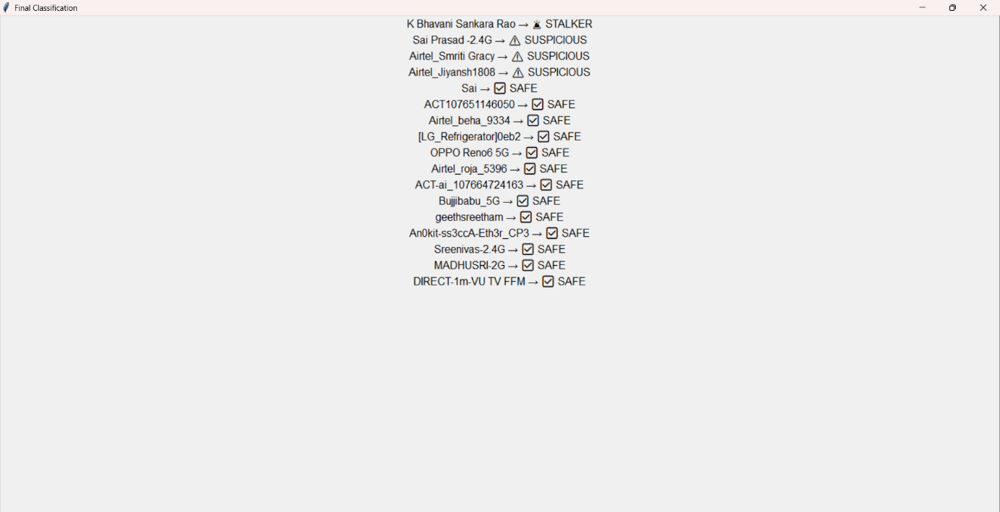 Final Classification
K Bhavani Sankara Rao → 🚨 STALKER
Sai Prasad -2.4G → ⚠ SUSPICIOUS
Airtel_Smriti Gracy → ⚠ SUSPICIOUS
Airtel_Jiyansh1808 → ⚠ SUSPICIOUS
Sai → ☑ SAFE
ACT107651146050 → ☑ SAFE
Airtel_beha_9334 → ☑ SAFE
[LG_Refrigerator]0eb2 → ☑ SAFE
OPPO Reno6 5G → ☑ SAFE
Airtel_roja_5396 → ☑ SAFE
ACT-ai_107664724163 → ☑ SAFE
Bujjibabu_5G → ☑ SAFE
geethsreetham → ☑ SAFE
An0kit-ss3ccA-Eth3r_CP3 → ☑ SAFE
Sreenivas-2.4G → ☑ SAFE
MADHUSRI-2G → ☑ SAFE
DIRECT-1m-VU TV FFM → ☑ SAFE